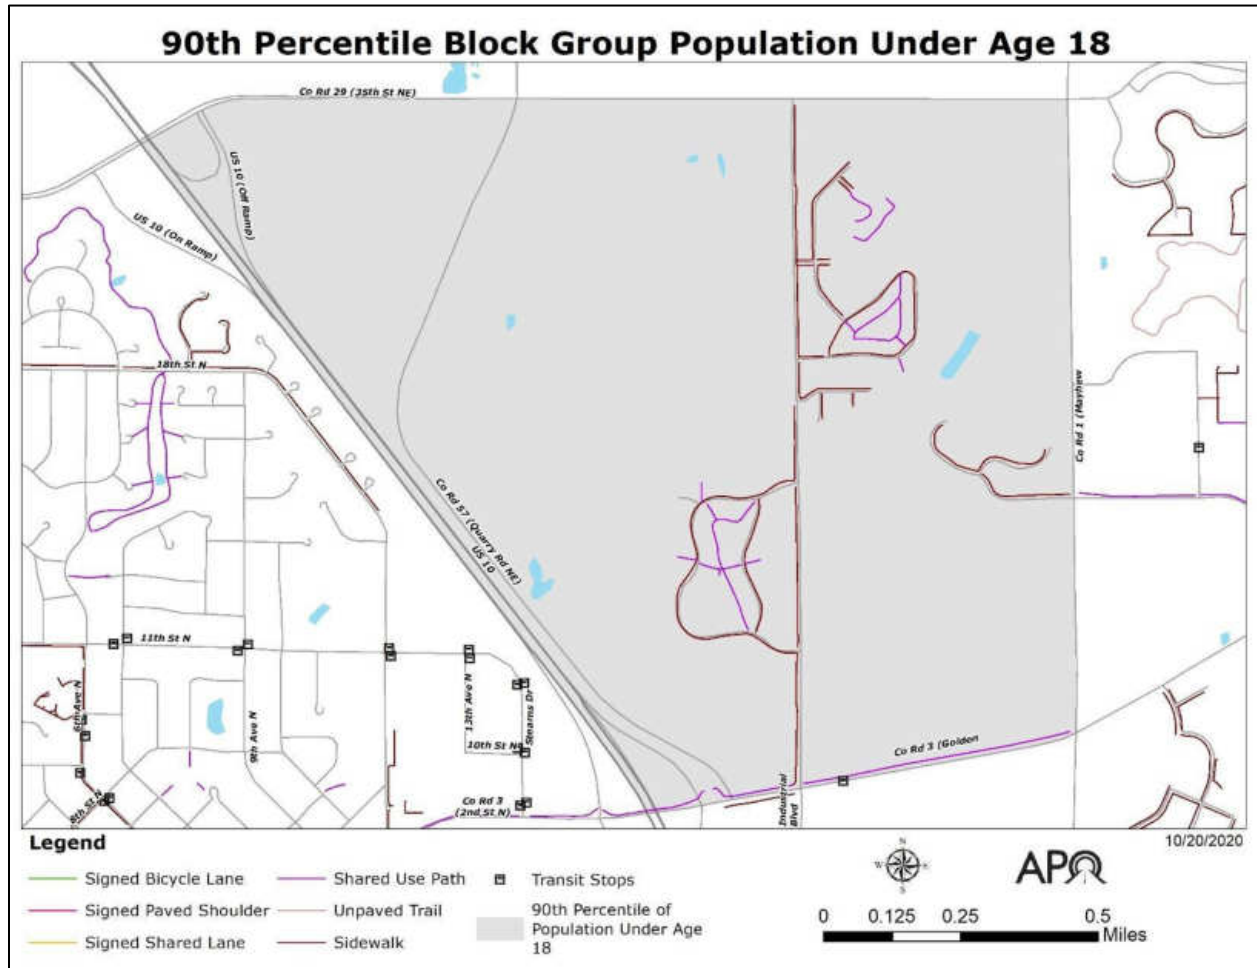 90th Percentile Block Group Population Under Age 18
Co Rd 29 (35th St NE)
US 10 (Off Ramp)
US 10 (On Ramp)
18th St N
Co Rd 1 (Mayhew
Co Rd 57 (Quarry Rd NE)
US 10
11th St N
6th Ave N
9th Ave N
13th Ave N
Stearns Dr
10th St N
Co Rd 3 (Golden
8th St N
Co Rd 3
(2nd St N)
Industrial
Blvd
10/20/2020
Legend
Signed Bicycle Lane
Signed Paved Shoulder
Signed Shared Lane
Shared Use Path
Unpaved Trail
Sidewalk
Transit Stops
90th Percentile of
Population Under Age
18
N
W E
S
APO
0 0.125 0.25 0.5
Miles